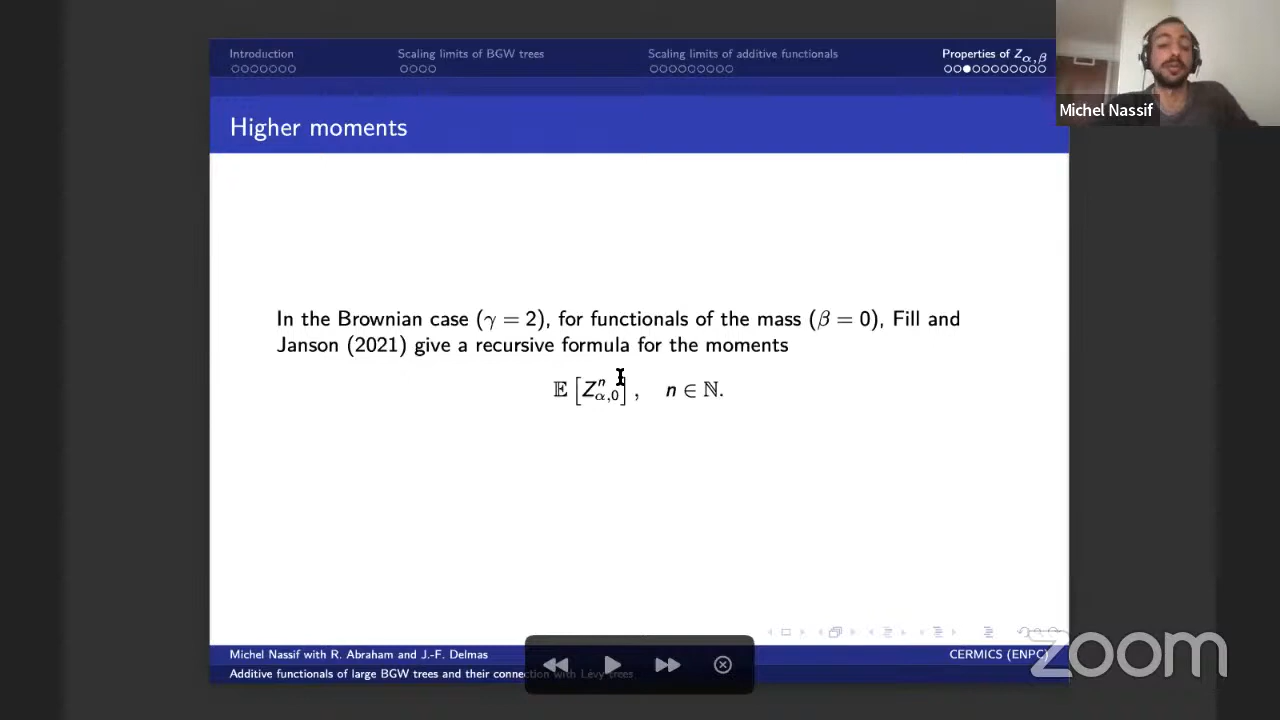 Introduction
Scaling limits of BGW trees
Scaling limits of additive functionals
Properties of Z_{α,β}
Michel Nassif
Higher moments
In the Brownian case (γ = 2), for functionals of the mass (β = 0), Fill and
Janson (2021) give a recursive formula for the moments
𝔼 [Z^n_{α,0}], n ∈ ℕ.
Michel Nassif with R. Abraham and J.-F. Delmas
CERMICS (ENPC)
Additive functionals of large BGW trees and their connection with Lévy trees
zoom